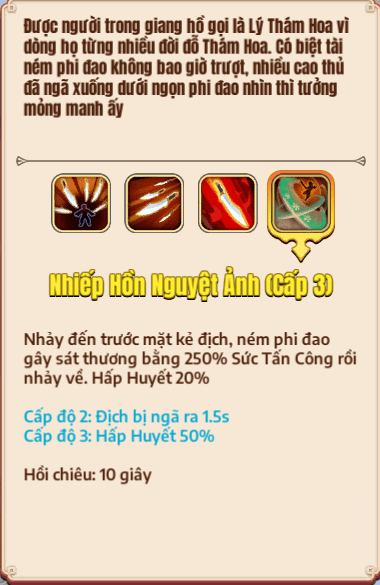 Được người trong giang hồ gọi là Lý Thám Hoa vì
dòng họ từng nhiều đời đỗ Thám Hoa. Có biệt tài
ném phi đao không bao giờ trượt, nhiều cao thủ
đã ngã xuống dưới ngọn phi đao nhìn thì tưởng
mỏng manh ấy
Nhiếp Hồn Nguyệt Ảnh (Cấp 3)
Nhảy đến trước mặt kẻ địch, ném phi đao
gây sát thương bằng 250% Sức Tấn Công rồi
nhảy về. Hấp Huyết 20%
Cấp độ 2: Địch bị ngã ra 1.5s
Cấp độ 3: Hấp Huyết 50%
Hồi chiêu: 10 giây